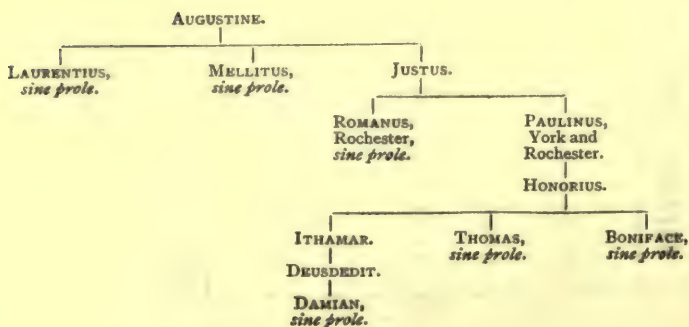 AUGUSTINE.
LAURENTIUS, MELLITUS, JUSTUS.
sine prole. sine prole.
ROMANUS, PAULINUS,
Rochester, York and
sine prole. Rochester.
HONORIUS.
ITHAMAR. THOMAS, BONIFACE,
sine prole. sine prole.
DEUSDEDIT.
DAMIAN,
sine prole.